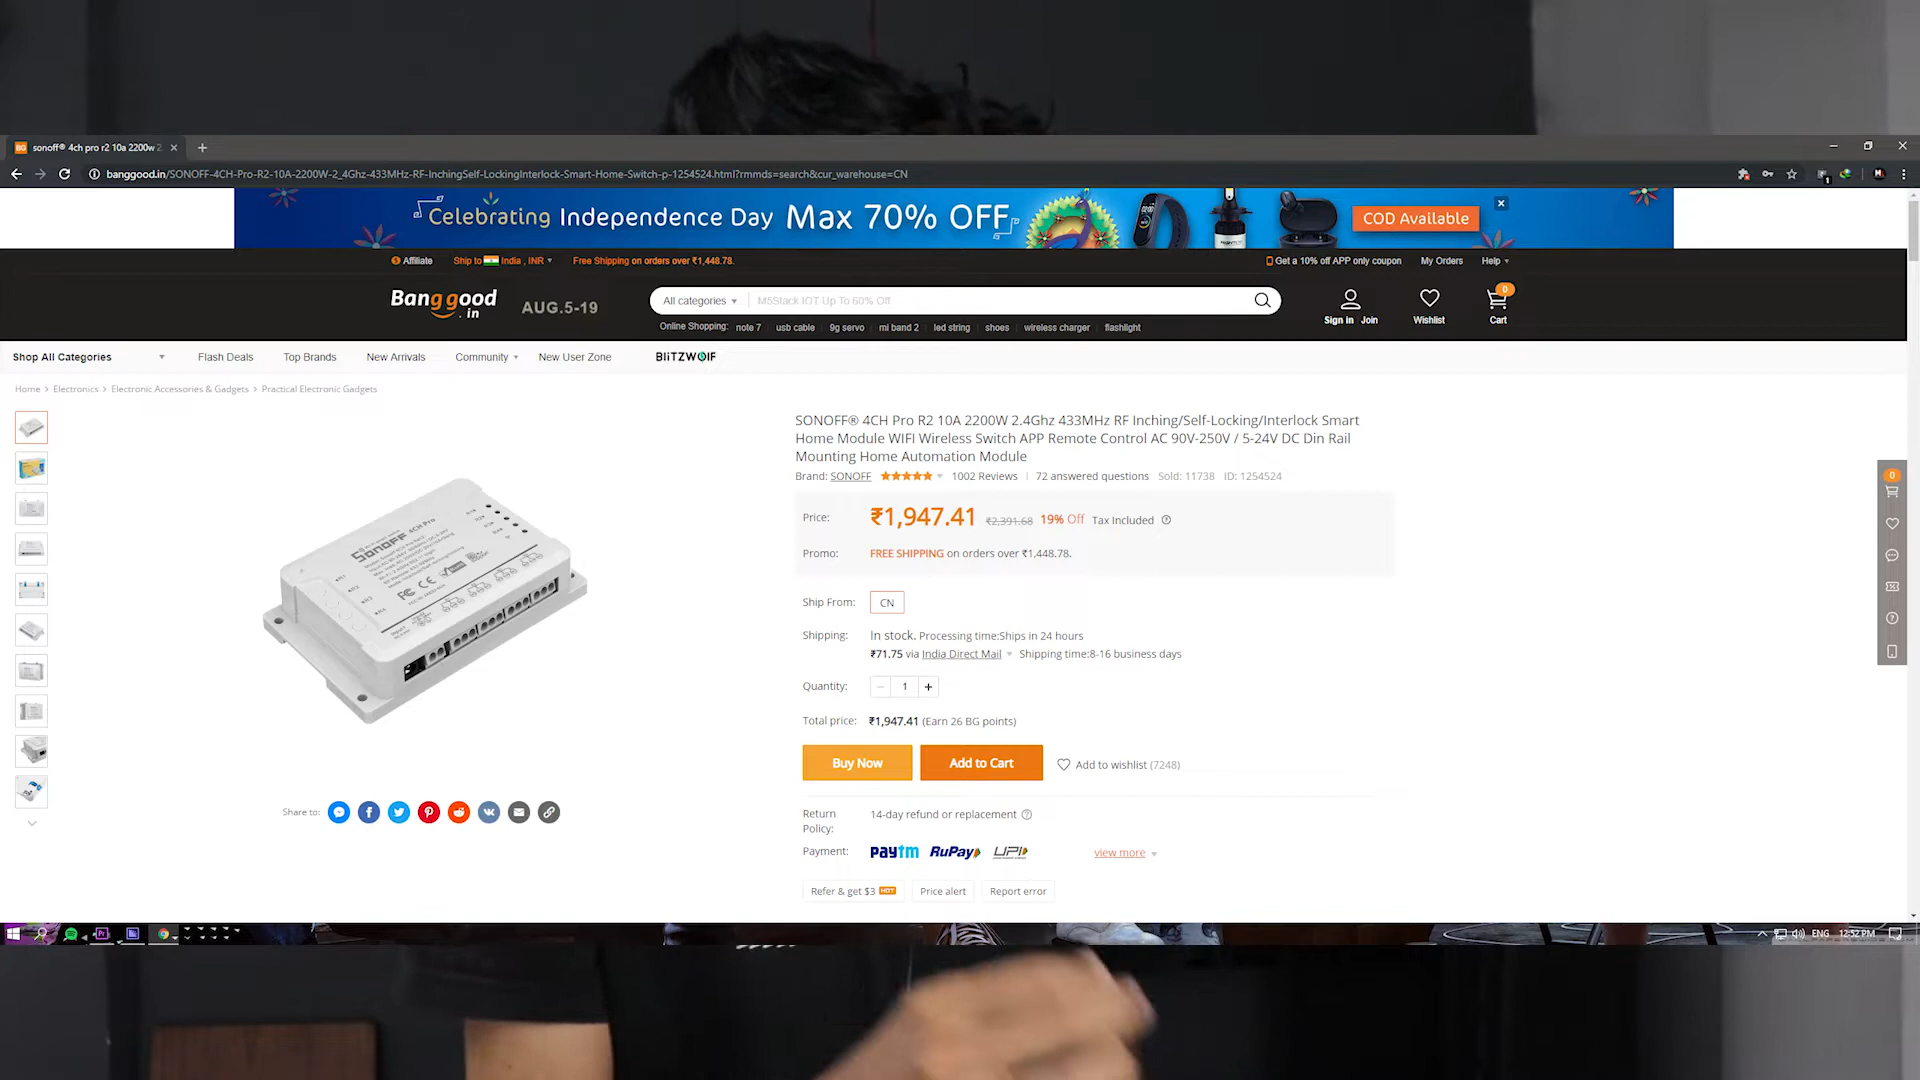 sonoff® 4ch pro r2 10a 2200w 2
banggood.in/SONOFF-4CH-Pro-R2-10A-2200W-2_4Ghz-433MHz-RF-InchingSelf-LockingInterlock-Smart-Home-Switch-p-1254524.html?rmmds=search&cur_warehouse=CN
Celebrating Independence Day Max 70% OFF
COD Available
Affiliate Ship to India , INR Free Shipping on orders over ₹1,448.78.
Get a 10% off APP only coupon My Orders Help
Banggood.in
AUG.5-19
All categories M5Stack IOT Up To 60% Off
Sign in Join Wishlist 0 Cart
Online Shopping: note 7 usb cable 9g servo mi band 2 led string shoes wireless charger flashlight
Shop All Categories Flash Deals Top Brands New Arrivals Community New User Zone BLITZWOLF
Home > Electronics > Electronic Accessories & Gadgets > Practical Electronic Gadgets
SONOFF® 4CH Pro R2 10A 2200W 2.4Ghz 433MHz RF Inching/Self-Locking/Interlock Smart
Home Module WIFI Wireless Switch APP Remote Control AC 90V-250V / 5-24V DC Din Rail
Mounting Home Automation Module
Brand: SONOFF 1002 Reviews 72 answered questions Sold: 11738 ID: 1254524
Price: ₹1,947.41 ₹2,391.68 19% Off Tax Included
Promo: FREE SHIPPING on orders over ₹1,448.78.
Ship From: CN
Shipping: In stock. Processing time:Ships in 24 hours
₹71.75 via India Direct Mail Shipping time:8-16 business days
Quantity: 1
Total price: ₹1,947.41 (Earn 26 BG points)
Buy Now Add to Cart Add to wishlist (7248)
Return Policy: 14-day refund or replacement
Payment: paytm RuPay UPI view more
Refer & get $3 HOT Price alert Report error
Share to:
SONOFF 4CH Pro
FC CE
0
ENG 12:52 PM